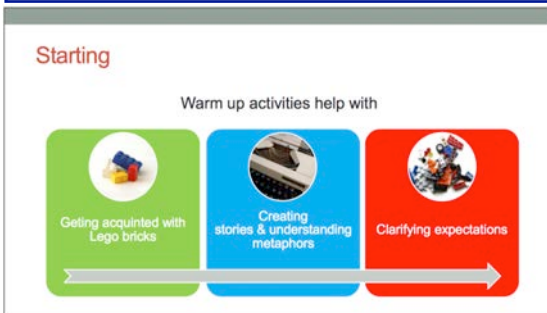 Starting
Warm up activities help with
Geting acquinted with
Lego bricks
Creating
stories & understanding
metaphors
Clarifying expectations